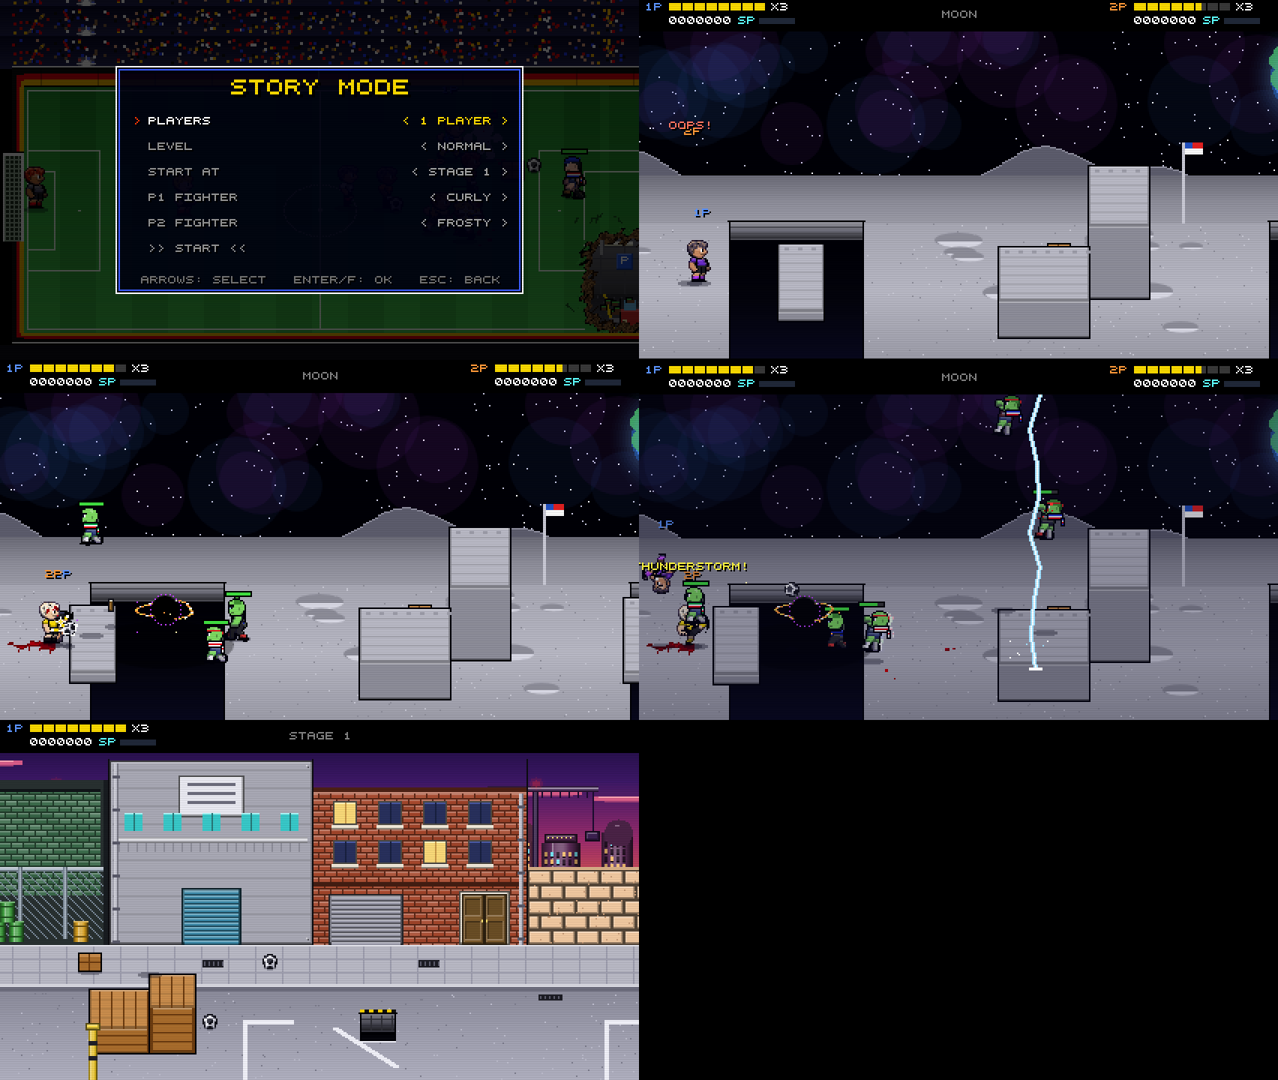 STORY MODE
> PLAYERS < 1 PLAYER >
LEVEL < NORMAL >
START AT < STAGE 1 >
P1 FIGHTER < CURLY >
P2 FIGHTER < FROSTY >
>> START <<
ARROWS: SELECT ENTER/F: OK ESC: BACK
P
1P X3 2P X3
0000000 SP MOON 0000000 SP
OOPS!
2P
1P
1P X3 2P X3
0000000 SP MOON 0000000 SP
1P X3 2P X3
0000000 SP MOON 0000000 SP
1P
THUNDERSTORM!
2P
1P X3
0000000 SP STAGE 1